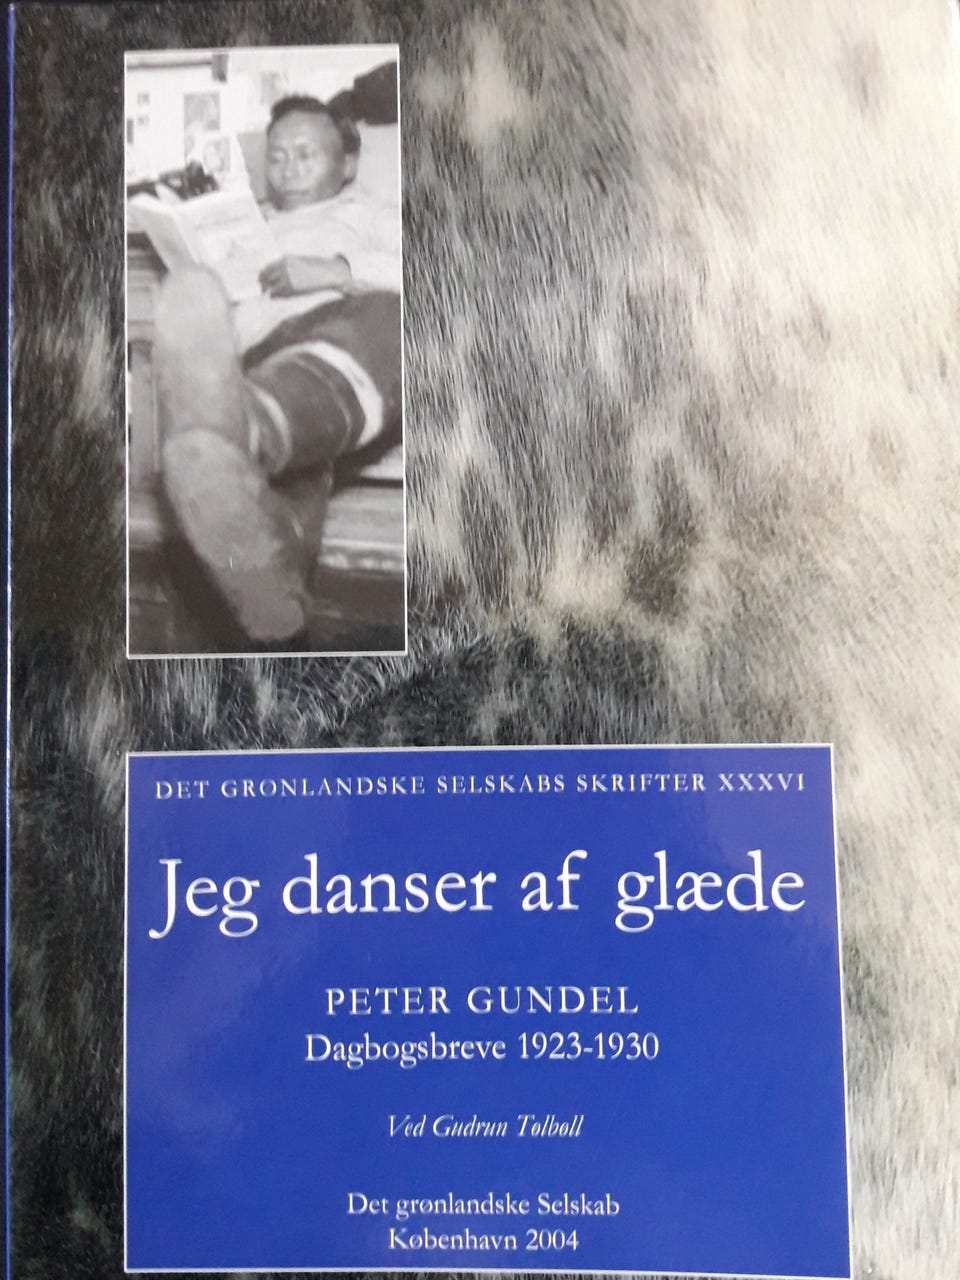 DET GRØNLANDSKE SELSKABS SKRIFTER XXXVI
Jeg danser af glæde
PETER GUNDEL
Dagbogsbreve 1923-1930
Ved Gudrun Tølbøll
Det grønlandske Selskab
København 2004